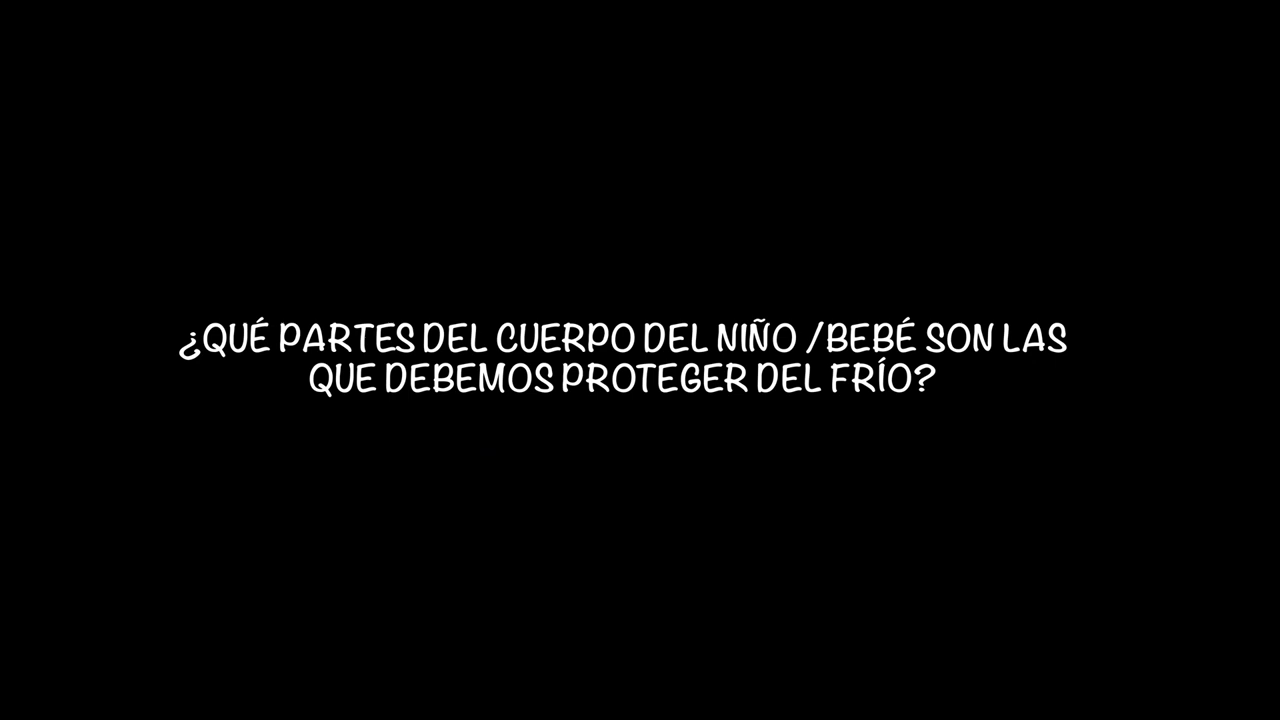 ¿QUÉ PARTES DEL CUERPO DEL NIÑO /BEBÉ SON LAS
QUE DEBEMOS PROTEGER DEL FRÍO?